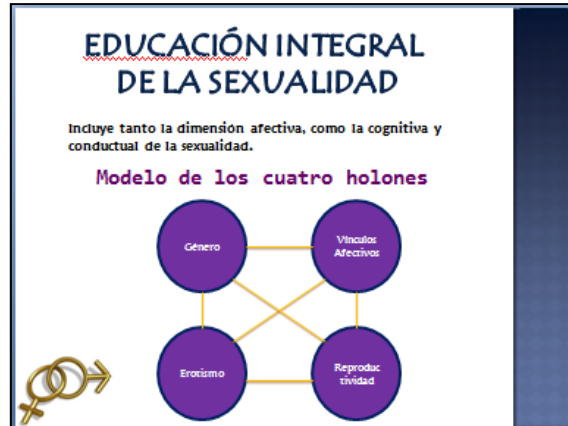 EDUCACIÓN INTEGRAL
DE LA SEXUALIDAD
Incluye tanto la dimensión afectiva, como la cognitiva y
conductual de la sexualidad.
Modelo de los cuatro holones
Género
Vínculos
Afectivos
Erotismo
Reproduc
tividad